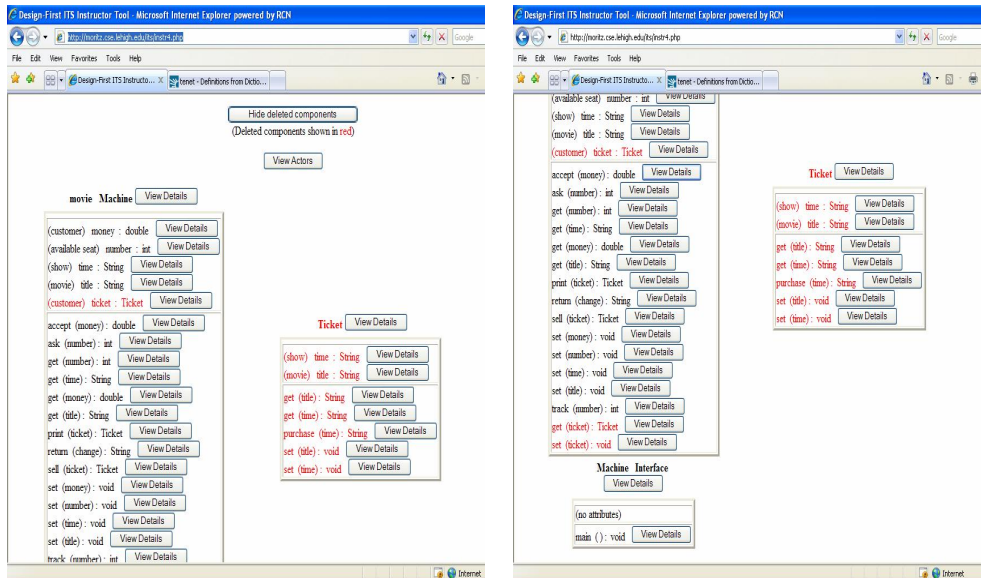 Design-First ITS Instructor Tool - Microsoft Internet Explorer powered by RCN
http://moritz.cse.lehigh.edu/its/instr4.php
Google
File Edit View Favorites Tools Help
Design-First ITS Instructo... X tenet - Definitions from Dictio...
Hide deleted components
(Deleted components shown in red)
View Actors
movie Machine View Details
(customer) money : double View Details
(available seat) number : int View Details
(show) time : String View Details
(movie) title : String View Details
(customer) ticket : Ticket View Details
accept (money) : double View Details
ask (number) : int View Details
get (number) : int View Details
get (time) : String View Details
get (money) : double View Details
get (title) : String View Details
print (ticket) : Ticket View Details
return (change) : String View Details
sell (ticket) : Ticket View Details
set (money) : void View Details
set (number) : void View Details
set (time) : void View Details
set (title) : void View Details
track (number) : int View Details
Ticket View Details
(show) time : String View Details
(movie) title : String View Details
get (title) : String View Details
get (time) : String View Details
purchase (time) : String View Details
set (title) : void View Details
set (time) : void View Details
Internet
Design-First ITS Instructor Tool - Microsoft Internet Explorer powered by RCN
http://moritz.cse.lehigh.edu/its/instr4.php
Google
File Edit View Favorites Tools Help
Design-First ITS Instructo... X tenet - Definitions from Dictio...
(available seat) number : int View Details
(show) time : String View Details
(movie) title : String View Details
(customer) ticket : Ticket View Details
accept (money) : double View Details
ask (number) : int View Details
get (number) : int View Details
get (time) : String View Details
get (money) : double View Details
get (title) : String View Details
print (ticket) : Ticket View Details
return (change) : String View Details
sell (ticket) : Ticket View Details
set (money) : void View Details
set (number) : void View Details
set (time) : void View Details
set (title) : void View Details
track (number) : int View Details
get (ticket) : Ticket View Details
set (ticket) : void View Details
Machine Interface
View Details
(no attributes)
main ( ) : void View Details
Ticket View Details
(show) time : String View Details
(movie) title : String View Details
get (title) : String View Details
get (time) : String View Details
purchase (time) : String View Details
set (title) : void View Details
set (time) : void View Details
Internet